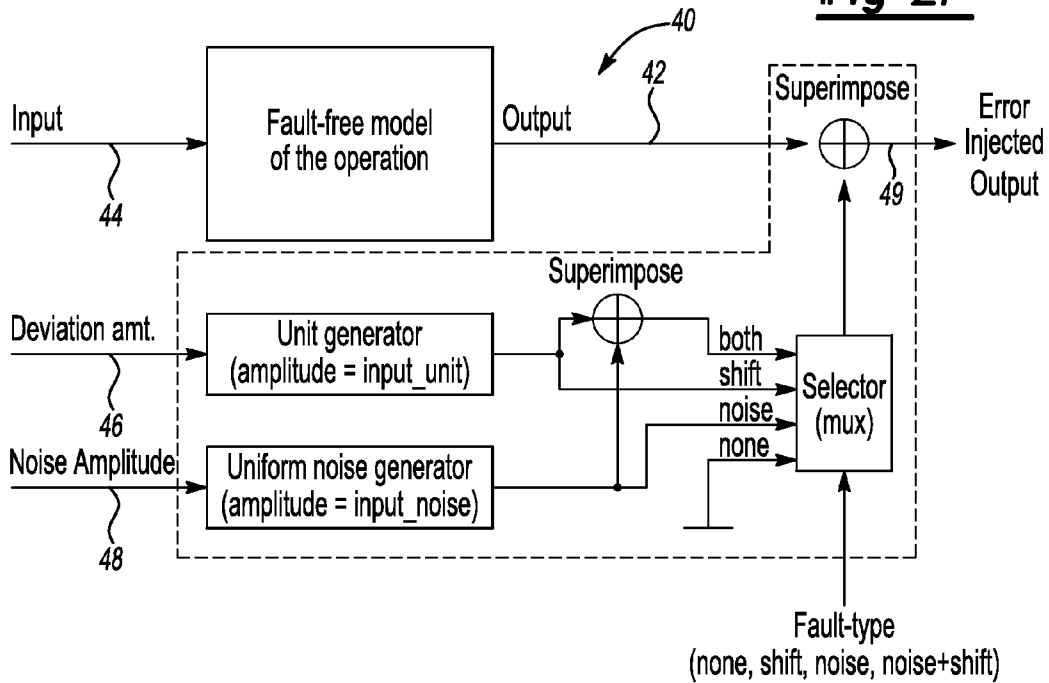 40
42
Superimpose
Input
Fault-free model
of the operation
Output
Error
Injected
Output
44
49
Superimpose
Deviation amt.
Unit generator
(amplitude = input_unit)
both
shift
Selector
(mux)
noise
none
46
Noise Amplitude
Uniform noise generator
(amplitude = input_noise)
48
Fault-type
(none, shift, noise, noise+shift)